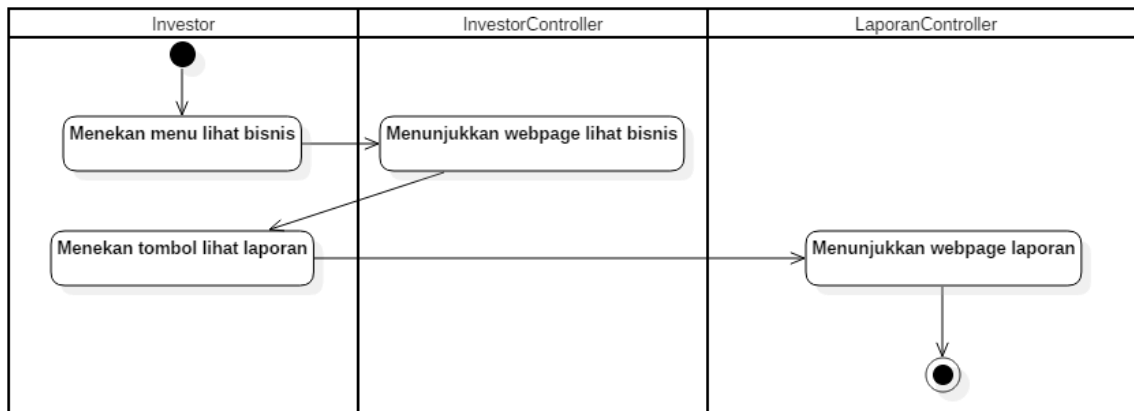 Investor
InvestorController
LaporanController
Menekan menu lihat bisnis
Menunjukkan webpage lihat bisnis
Menekan tombol lihat laporan
Menunjukkan webpage laporan